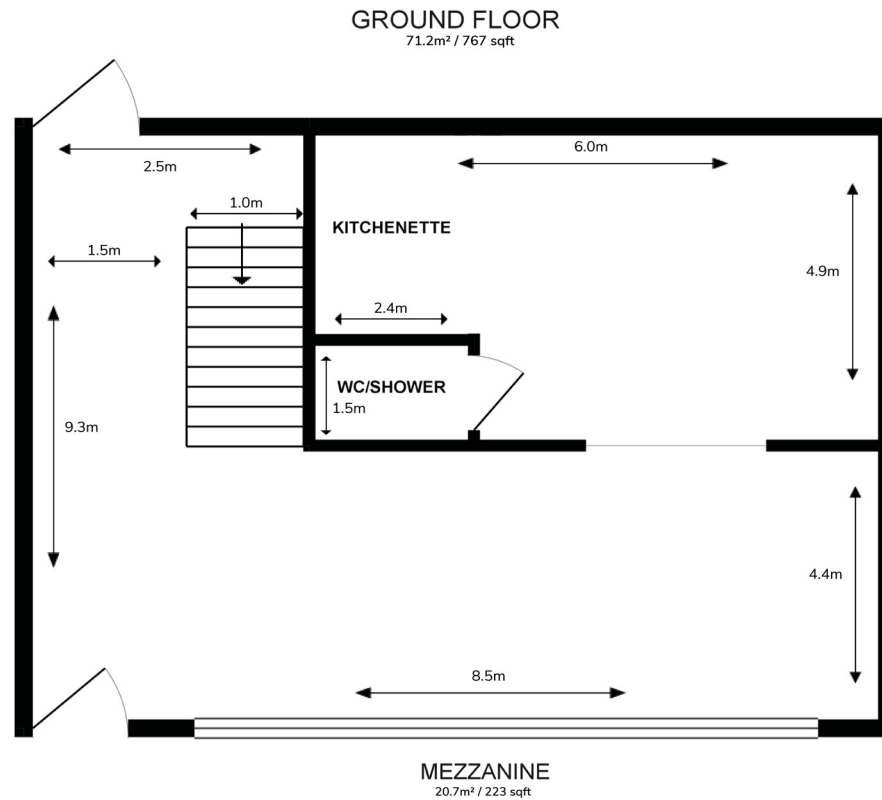 GROUND FLOOR
71.2m² / 767 sqft
6.0m
2.5m
1.0m
KITCHENETTE
1.5m
4.9m
2.4m
WC/SHOWER
1.5m
9.3m
4.4m
8.5m
MEZZANINE
20.7m² / 223 sqft